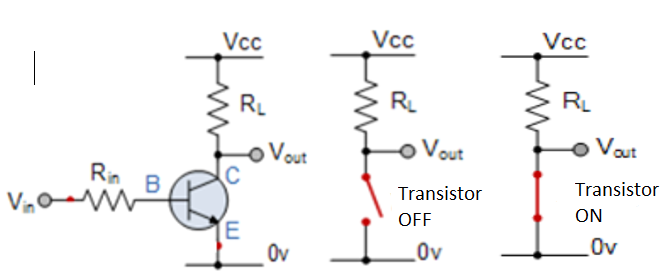 Vcc
RL
Vout
Rin
B
C
Vin
E
0v
Vcc
RL
Vout
Transistor
OFF
0v
Vcc
RL
Vout
Transistor
ON
0v